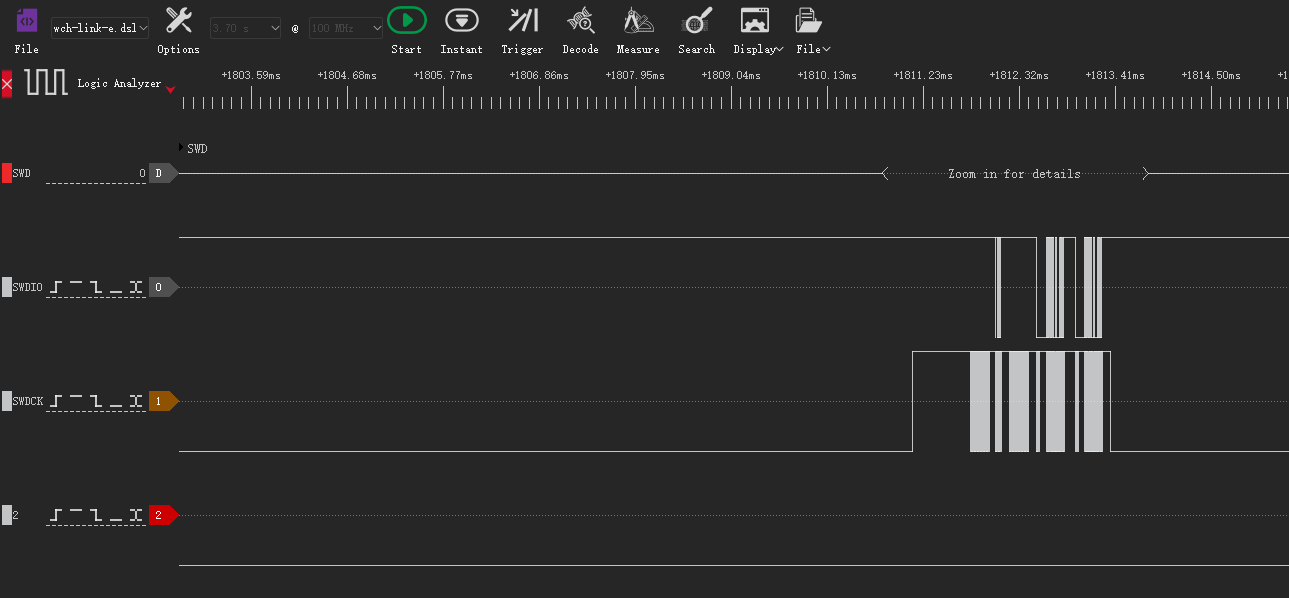 wch-link-e.dsl 3.70 s @ 100 MHz
File Options Start Instant Trigger Decode Measure Search Display File
+1803.59ms +1804.68ms +1805.77ms +1806.86ms +1807.95ms +1809.04ms +1810.13ms +1811.23ms +1812.32ms +1813.41ms +1814.50ms +1
Logic Analyzer
SWD
SWD 0 D Zoom in for details
SWDIO 0
SWDCK 1
2 2